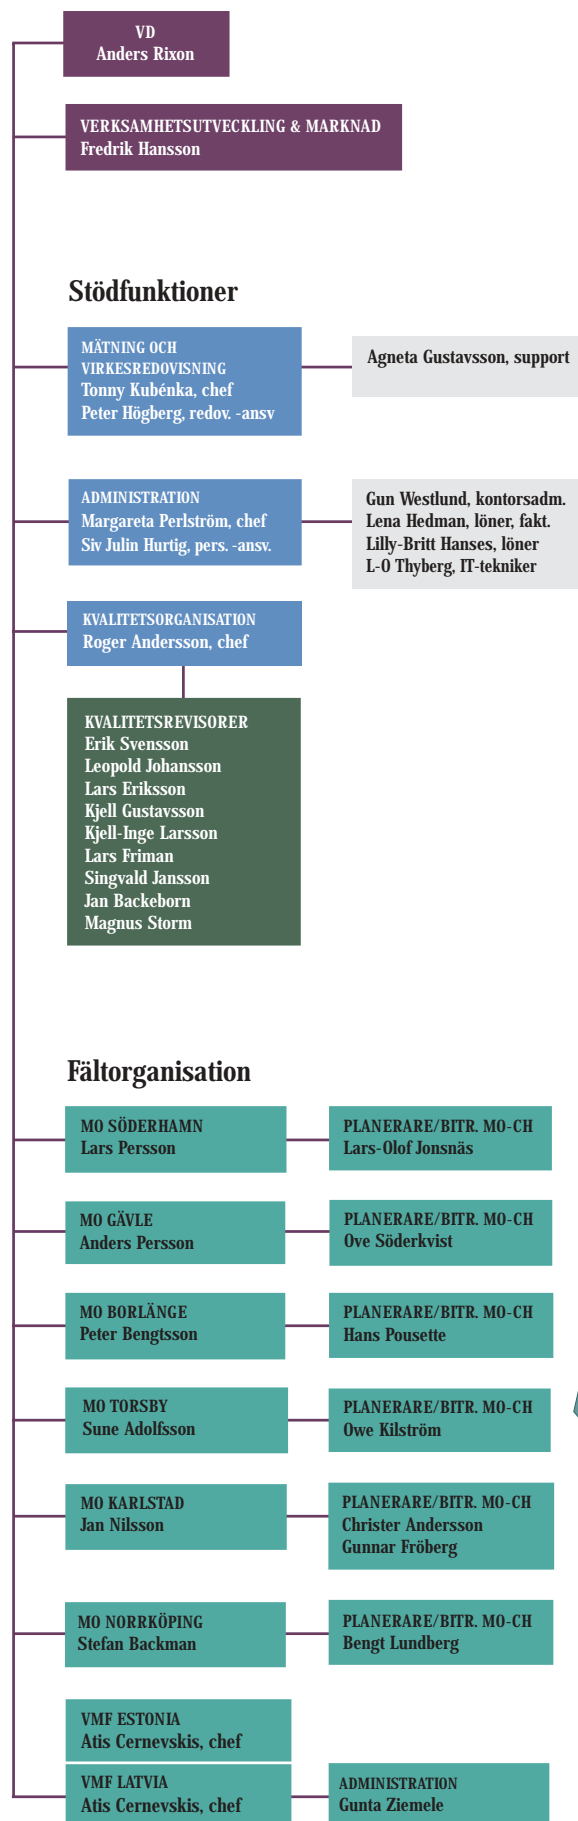 VD
Anders Rixon
VERKSAMHETSUTVECKLING & MARKNAD
Fredrik Hansson
Stödfunktioner
MÄTNING OCH
VIRKESREDOVISNING
Tonny Kubénka, chef
Peter Högberg, redov. -ansv
Agneta Gustavsson, support
ADMINISTRATION
Margareta Perlström, chef
Siv Julin Hurtig, pers. -ansv.
Gun Westlund, kontorsadm.
Lena Hedman, löner, fakt.
Lilly-Britt Hanses, löner
L-O Thyberg, IT-tekniker
KVALITETSORGANISATION
Roger Andersson, chef
KVALITETSREVISORER
Erik Svensson
Leopold Johansson
Lars Eriksson
Kjell Gustavsson
Kjell-Inge Larsson
Lars Friman
Singvald Jansson
Jan Backeborn
Magnus Storm
Fältorganisation
MO SÖDERHAMN
Lars Persson
PLANERARE/BITR. MO-CH
Lars-Olof Jonsnäs
MO GÄVLE
Anders Persson
PLANERARE/BITR. MO-CH
Ove Söderkvist
MO BORLÄNGE
Peter Bengtsson
PLANERARE/BITR. MO-CH
Hans Pousette
MO TORSBY
Sune Adolfsson
PLANERARE/BITR. MO-CH
Owe Kilström
MO KARLSTAD
Jan Nilsson
PLANERARE/BITR. MO-CH
Christer Andersson
Gunnar Fröberg
MO NORRKÖPING
Stefan Backman
PLANERARE/BITR. MO-CH
Bengt Lundberg
VMF ESTONIA
Atis Cernevskis, chef
VMF LATVIA
Atis Cernevskis, chef
ADMINISTRATION
Gunta Ziemele